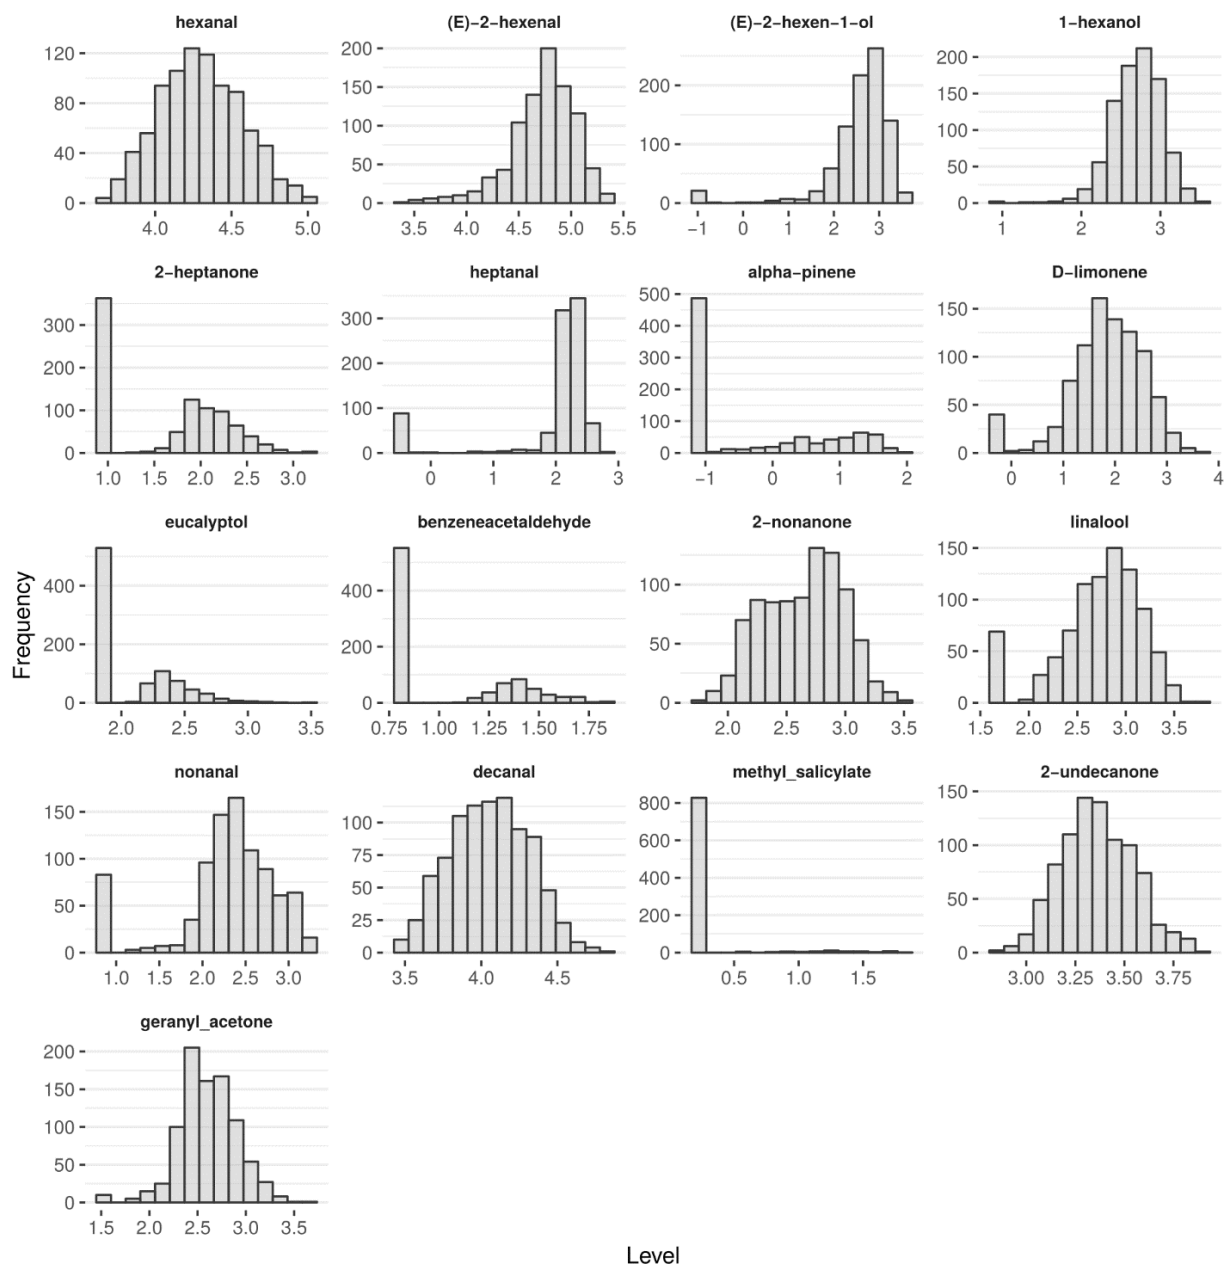 hexanal (E)−2−hexenal (E)−2−hexen−1−ol 1−hexanol
120
80
40
0
4.0 4.5 5.0
200
150
100
50
0
3.5 4.0 4.5 5.0 5.5
200
100
0
−1 0 1 2 3
200
150
100
50
0
1 2 3
2−heptanone heptanal alpha−pinene D−limonene
300
200
100
0
1.0 1.5 2.0 2.5 3.0
300
200
100
0
0 1 2 3
500
400
300
200
100
0
−1 0 1 2
150
100
50
0
0 1 2 3 4
eucalyptol benzeneacetaldehyde 2−nonanone linalool
400
200
0
2.0 2.5 3.0 3.5
400
200
0
0.75 1.00 1.25 1.50 1.75
100
50
0
2.0 2.5 3.0 3.5
150
100
50
0
1.5 2.0 2.5 3.0 3.5
Frequency
nonanal decanal methyl_salicylate 2−undecanone
150
100
50
0
1.0 1.5 2.0 2.5 3.0
100
75
50
25
0
3.5 4.0 4.5
800
600
400
200
0
0.5 1.0 1.5
150
100
50
0
3.00 3.25 3.50 3.75
geranyl_acetone
200
150
100
50
0
1.5 2.0 2.5 3.0 3.5
Level